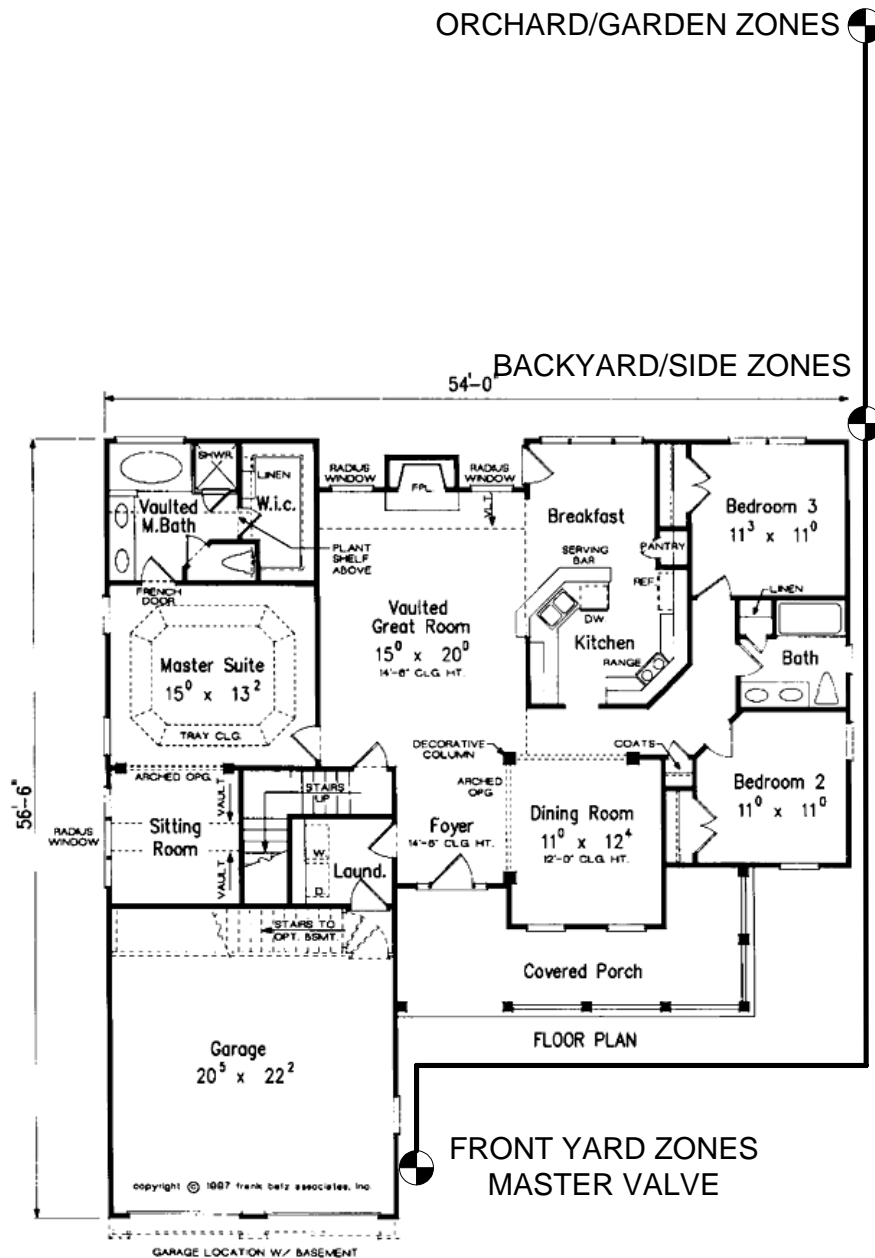 ORCHARD/GARDEN ZONES
BACKYARD/SIDE ZONES
54'-0"
56'-6"
SHWR.
LINEN
W.i.c.
Vaulted
M.Bath
PLANT
SHELF
ABOVE
FRENCH
DOOR
RADIUS
WINDOW
FPL.
RADIUS
WINDOW
VLT.
Breakfast
SERVING
BAR
PANTRY
REF.
DW.
Kitchen
RANGE
Bedroom 3
11³ x 11⁰
LINEN
Bath
Vaulted
Great Room
15⁰ x 20⁰
14'-6" CLG. HT.
Master Suite
15⁰ x 13²
TRAY CLG.
ARCHED OPG.
DECORATIVE
COLUMN
ARCHED
OPG
COATS
Bedroom 2
11⁰ x 11⁰
Dining Room
11⁰ x 12⁴
12'-0" CLG. HT.
STAIRS
UP
VAULT
VAULT
Sitting
Room
RADIUS
WINDOW
W
D
Laund.
Foyer
14'-6" CLG. HT.
STAIRS TO
OPT. BSMT.
Covered Porch
FLOOR PLAN
Garage
20⁵ x 22²
FRONT YARD ZONES
MASTER VALVE
copyright © 1997 frank betz associates, inc.
GARAGE LOCATION W/ BASEMENT